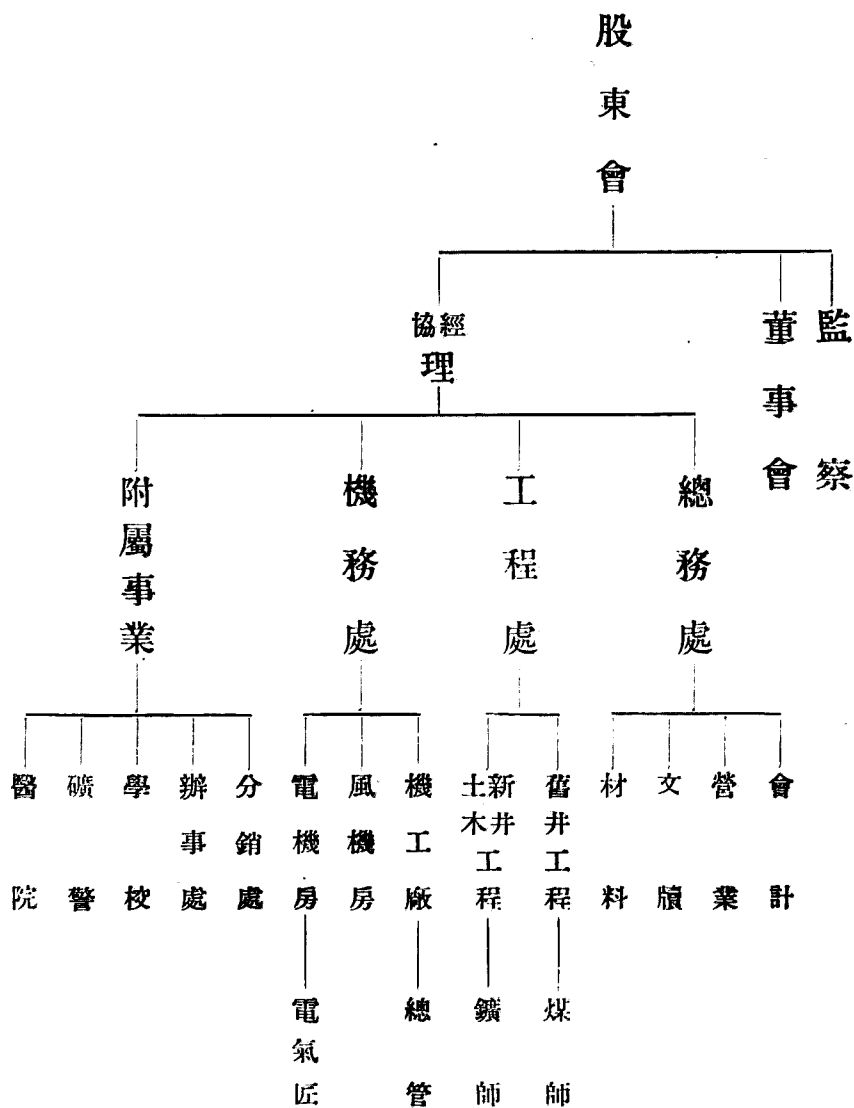 股東會
監察
董事會
協經理
總務處
工程處
機務處
附屬事業
會計
營業
文牘
材料
舊井工程
新井土木工程
機工廠
風機房
電機房
分銷處
辦事處
學校
礦警
醫院
煤師
鑛師
總管
電氣匠